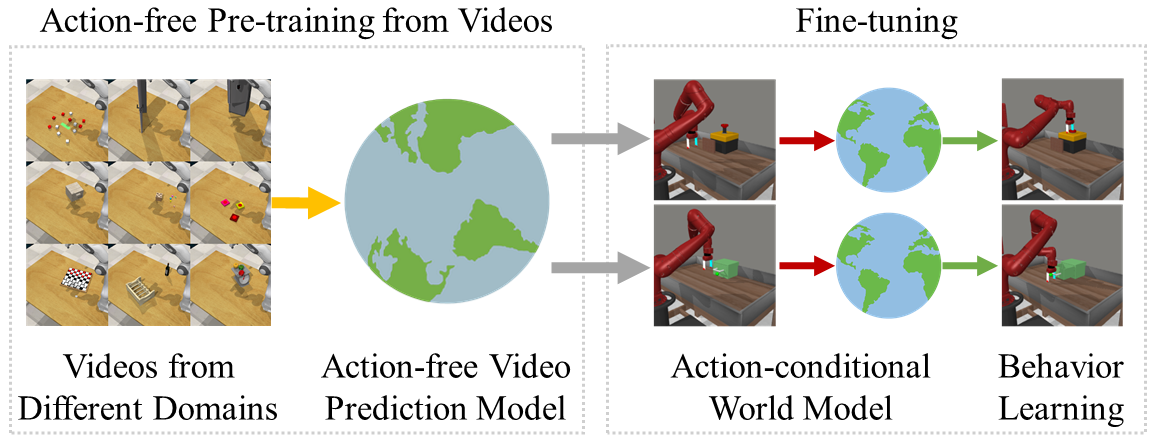 Action-free Pre-training from Videos
Fine-tuning
Videos from
Different Domains
Action-free Video
Prediction Model
Action-conditional
World Model
Behavior
Learning